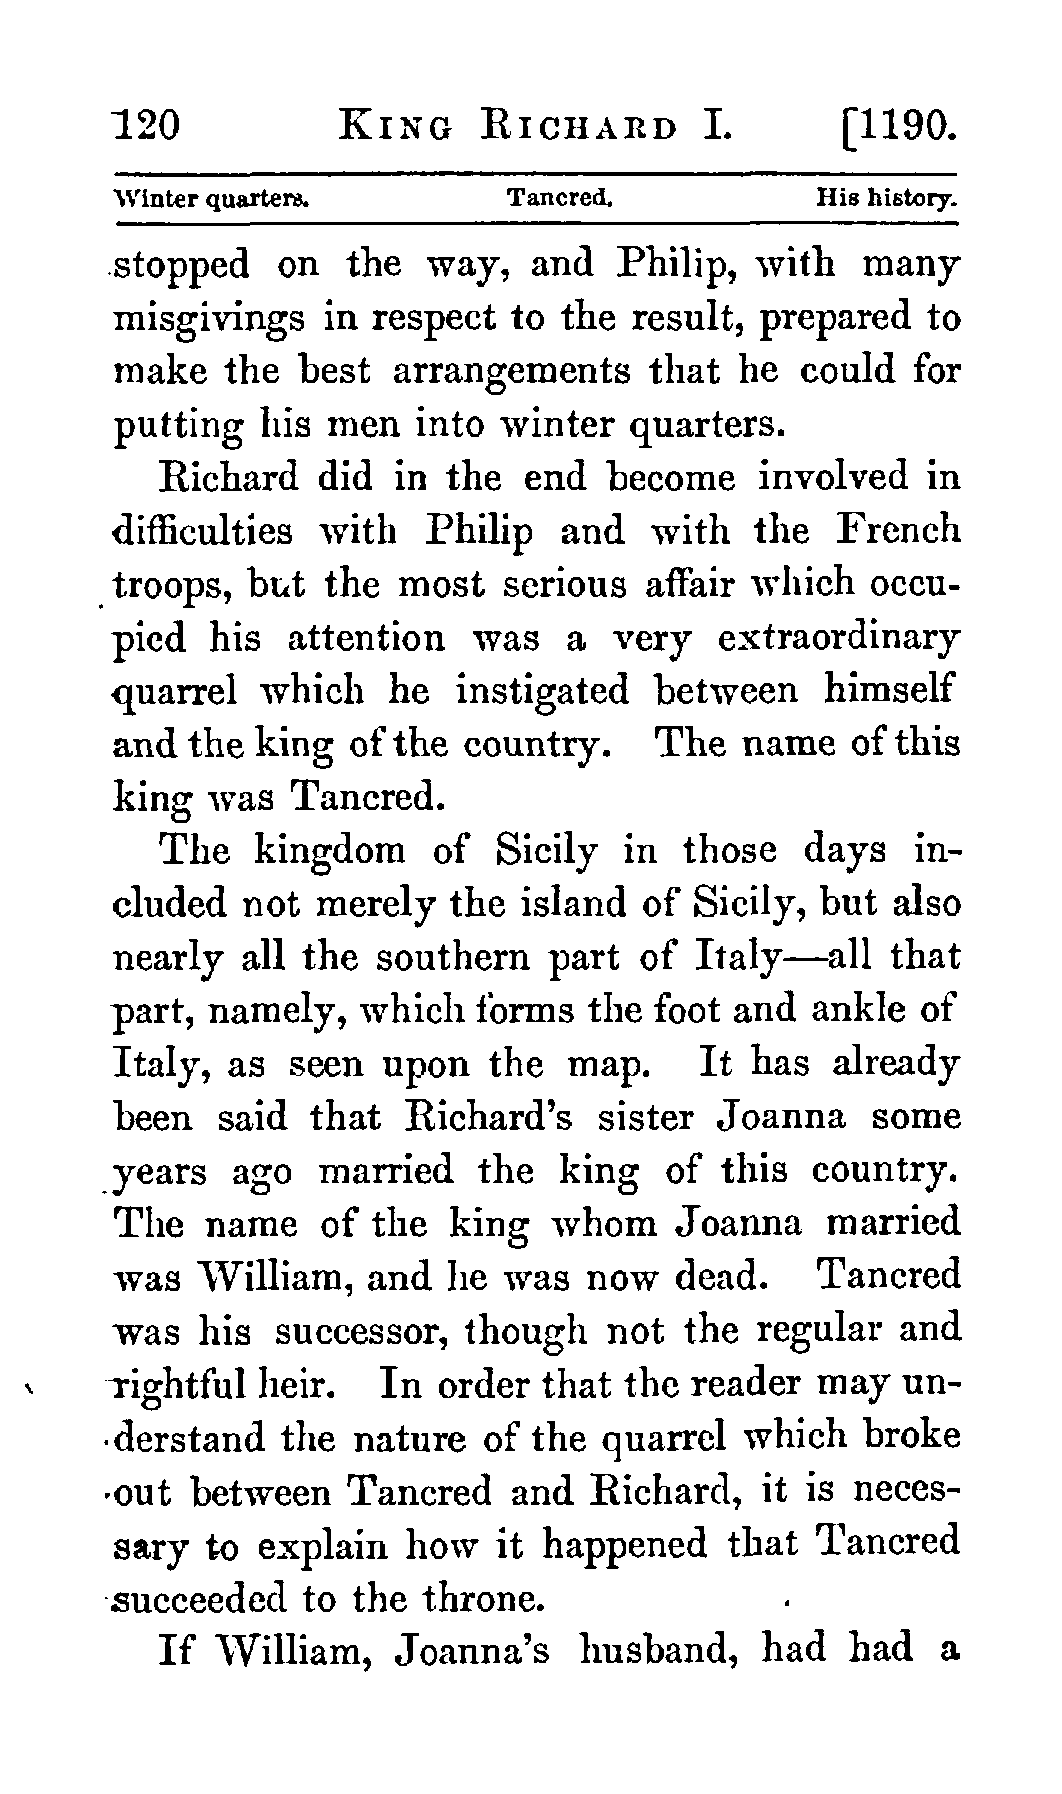 120 KING RICHARD I. [1190.
Winter quarters. Tancred. His history.
stopped on the way, and Philip, with many
misgivings in respect to the result, prepared to
make the best arrangements that he could for
putting his men into winter quarters.
Richard did in the end become involved in
difficulties with Philip and with the French
troops, but the most serious affair which occu-
pied his attention was a very extraordinary
quarrel which he instigated between himself
and the king of the country. The name of this
king was Tancred.
The kingdom of Sicily in those days in-
cluded not merely the island of Sicily, but also
nearly all the southern part of Italy—all that
part, namely, which forms the foot and ankle of
Italy, as seen upon the map. It has already
been said that Richard's sister Joanna some
years ago married the king of this country.
The name of the king whom Joanna married
was William, and he was now dead. Tancred
was his successor, though not the regular and
rightful heir. In order that the reader may un-
derstand the nature of the quarrel which broke
out between Tancred and Richard, it is neces-
sary to explain how it happened that Tancred
succeeded to the throne.
If William, Joanna's husband, had had a